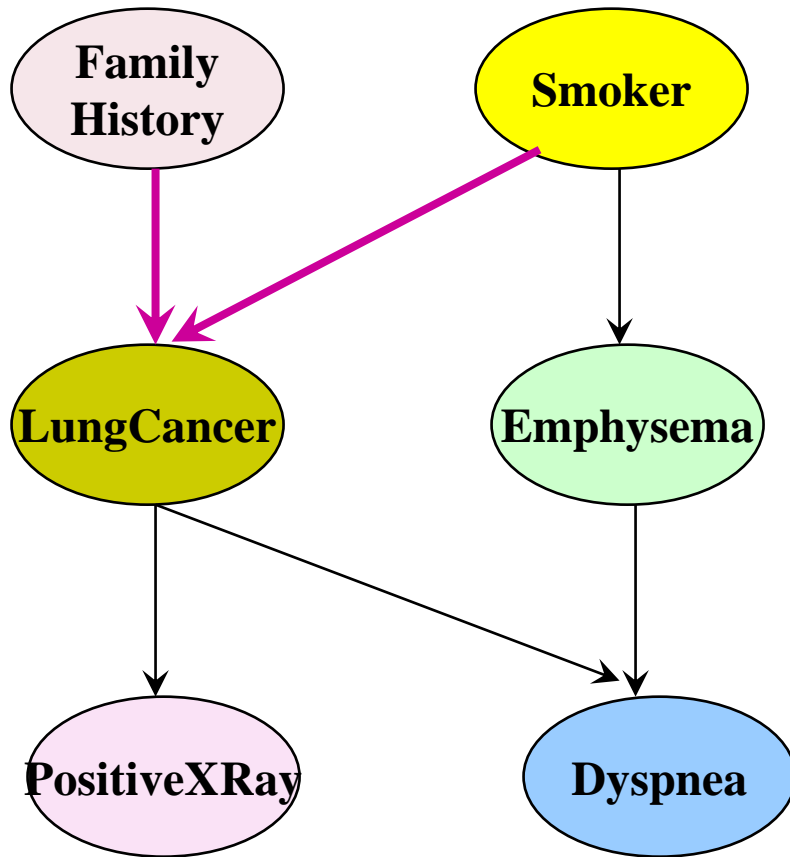 Family
History
Smoker
LungCancer
Emphysema
PositiveXRay
Dyspnea